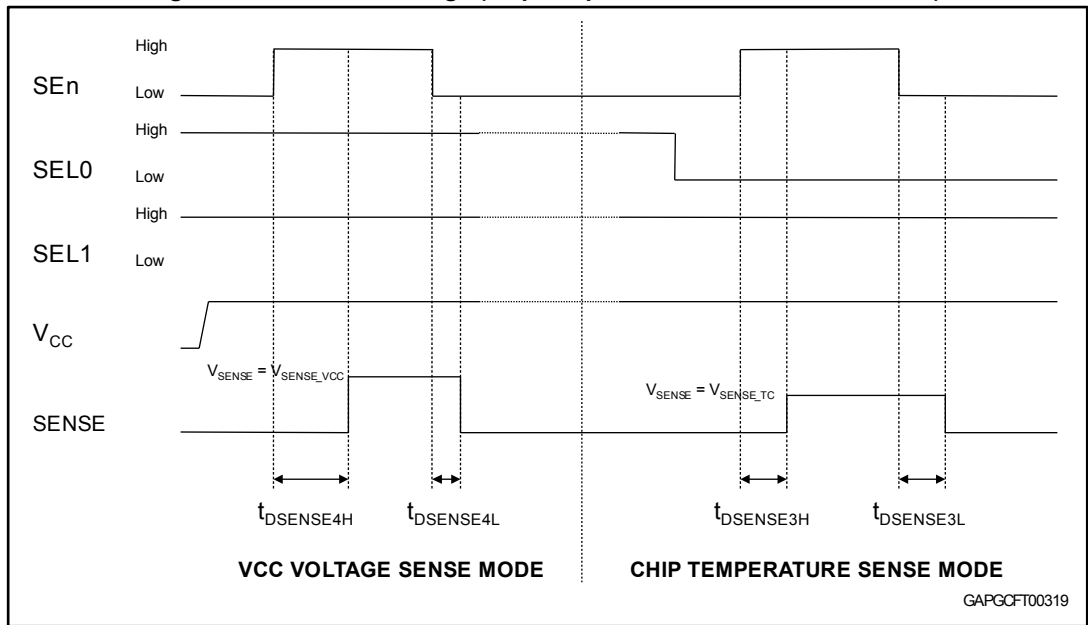 High
SEn
Low
High
SEL0
Low
High
SEL1
Low
VCC
VSENSE = VSENSE_VCC
VSENSE = VSENSE_TC
SENSE
tDSENSE4H
tDSENSE4L
tDSENSE3H
tDSENSE3L
VCC VOLTAGE SENSE MODE
CHIP TEMPERATURE SENSE MODE
GAPGCFT00319